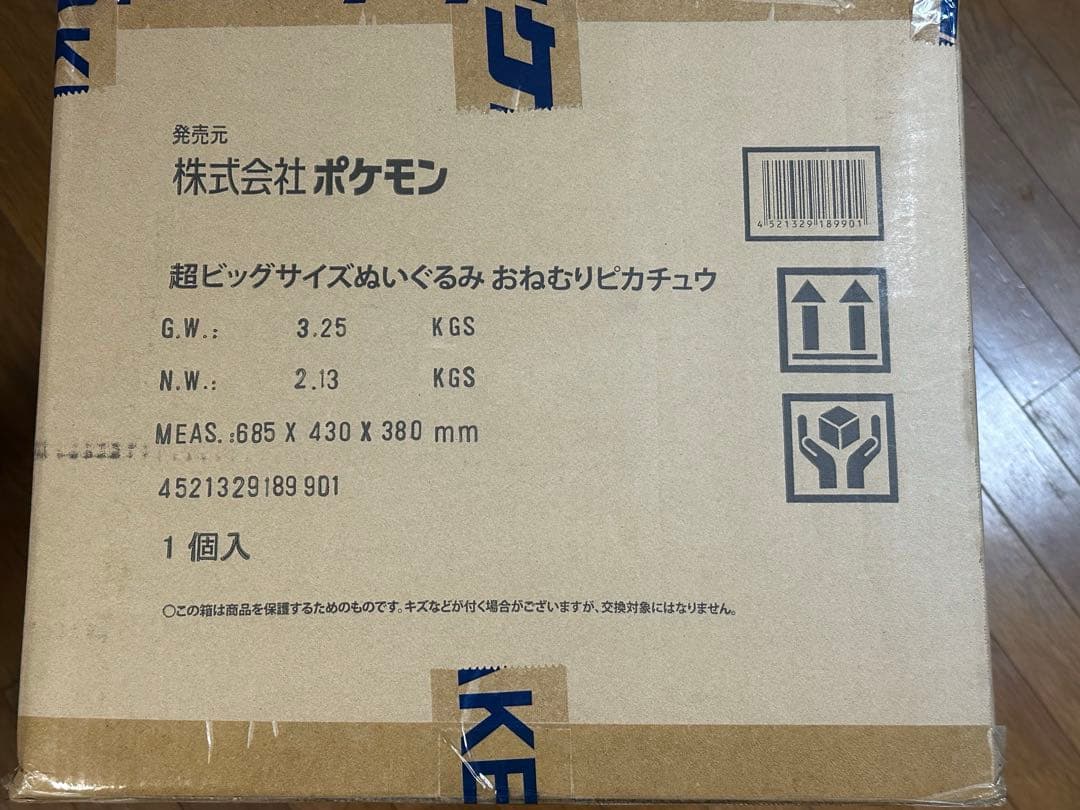 発売元
株式会社ポケモン
4 521329 189901
超ビッグサイズぬいぐるみ おねむりピカチュウ
G.W.: 3.25 KGS
N.W.: 2.13 KGS
MEAS.:685 X 430 X 380 mm
4521329189901
1 個入
○この箱は商品を保護するためのものです。キズなどが付く場合がございますが、交換対象にはなりません。
KE